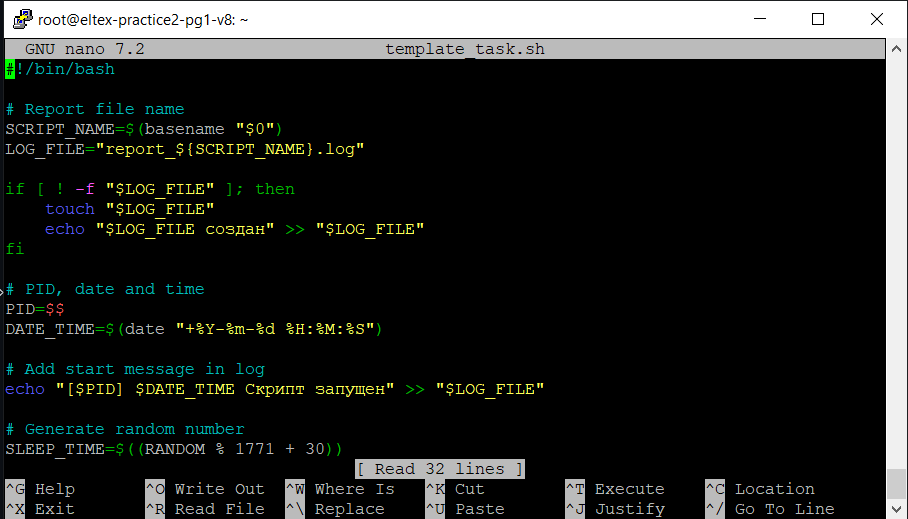 root@eltex-practice2-pg1-v8: ~
GNU nano 7.2 template_task.sh
#!/bin/bash
# Report file name
SCRIPT_NAME=$(basename "$0")
LOG_FILE="report_${SCRIPT_NAME}.log"
if [ ! -f "$LOG_FILE" ]; then
    touch "$LOG_FILE"
    echo "$LOG_FILE создан" >> "$LOG_FILE"
fi
# PID, date and time
PID=$$
DATE_TIME=$(date "+%Y-%m-%d %H:%M:%S")
# Add start message in log
echo "[$PID] $DATE_TIME Скрипт запущен" >> "$LOG_FILE"
# Generate random number
SLEEP_TIME=$((RANDOM % 1771 + 30))
[ Read 32 lines ]
^G Help ^O Write Out ^W Where Is ^K Cut ^T Execute ^C Location
^X Exit ^R Read File ^\ Replace ^U Paste ^J Justify ^/ Go To Line